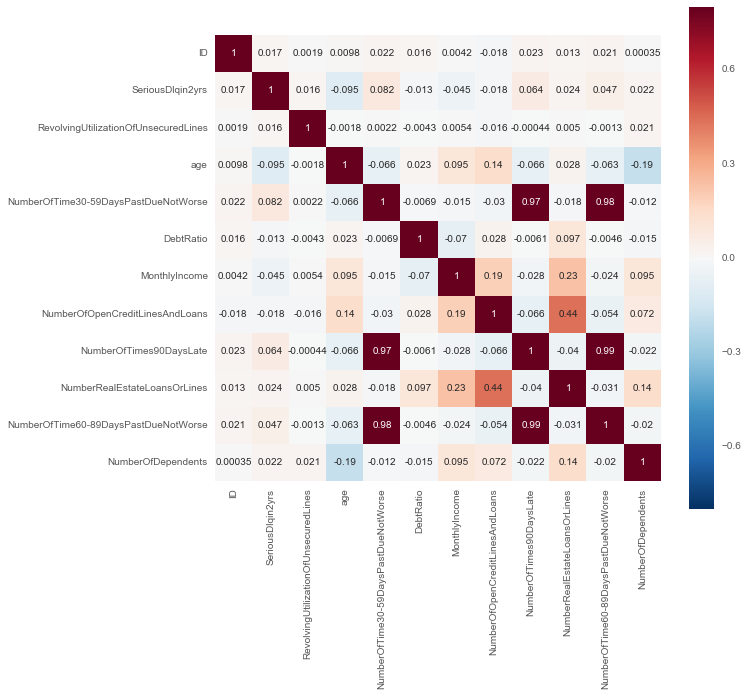 ID 1 0.017 0.0019 0.0098 0.022 0.016 0.0042 -0.018 0.023 0.013 0.021 0.00035
0.6
SeriousDlqin2yrs 0.017 1 0.016 -0.095 0.082 -0.013 -0.045 -0.018 0.064 0.024 0.047 0.022
RevolvingUtilizationOfUnsecuredLines 0.0019 0.016 1 -0.0018 0.0022 -0.0043 0.0054 -0.016 -0.00044 0.005 -0.0013 0.021
age 0.0098 -0.095 -0.0018 1 -0.066 0.023 0.095 0.14 -0.066 0.028 -0.063 -0.19
0.3
NumberOfTime30-59DaysPastDueNotWorse 0.022 0.082 0.0022 -0.066 1 -0.0069 -0.015 -0.03 0.97 -0.018 0.98 -0.012
DebtRatio 0.016 -0.013 -0.0043 0.023 -0.0069 1 -0.07 0.028 -0.0061 0.097 -0.0046 -0.015
0.0
MonthlyIncome 0.0042 -0.045 0.0054 0.095 -0.015 -0.07 1 0.19 -0.028 0.23 -0.024 0.095
NumberOfOpenCreditLinesAndLoans -0.018 -0.018 -0.016 0.14 -0.03 0.028 0.19 1 -0.066 0.44 -0.054 0.072
NumberOfTimes90DaysLate 0.023 0.064 -0.00044 -0.066 0.97 -0.0061 -0.028 -0.066 1 -0.04 0.99 -0.022
−0.3
NumberRealEstateLoansOrLines 0.013 0.024 0.005 0.028 -0.018 0.097 0.23 0.44 -0.04 1 -0.031 0.14
NumberOfTime60-89DaysPastDueNotWorse 0.021 0.047 -0.0013 -0.063 0.98 -0.0046 -0.024 -0.054 0.99 -0.031 1 -0.02
−0.6
NumberOfDependents 0.00035 0.022 0.021 -0.19 -0.012 -0.015 0.095 0.072 -0.022 0.14 -0.02 1
ID
SeriousDlqin2yrs
RevolvingUtilizationOfUnsecuredLines
age
NumberOfTime30-59DaysPastDueNotWorse
DebtRatio
MonthlyIncome
NumberOfOpenCreditLinesAndLoans
NumberOfTimes90DaysLate
NumberRealEstateLoansOrLines
NumberOfTime60-89DaysPastDueNotWorse
NumberOfDependents